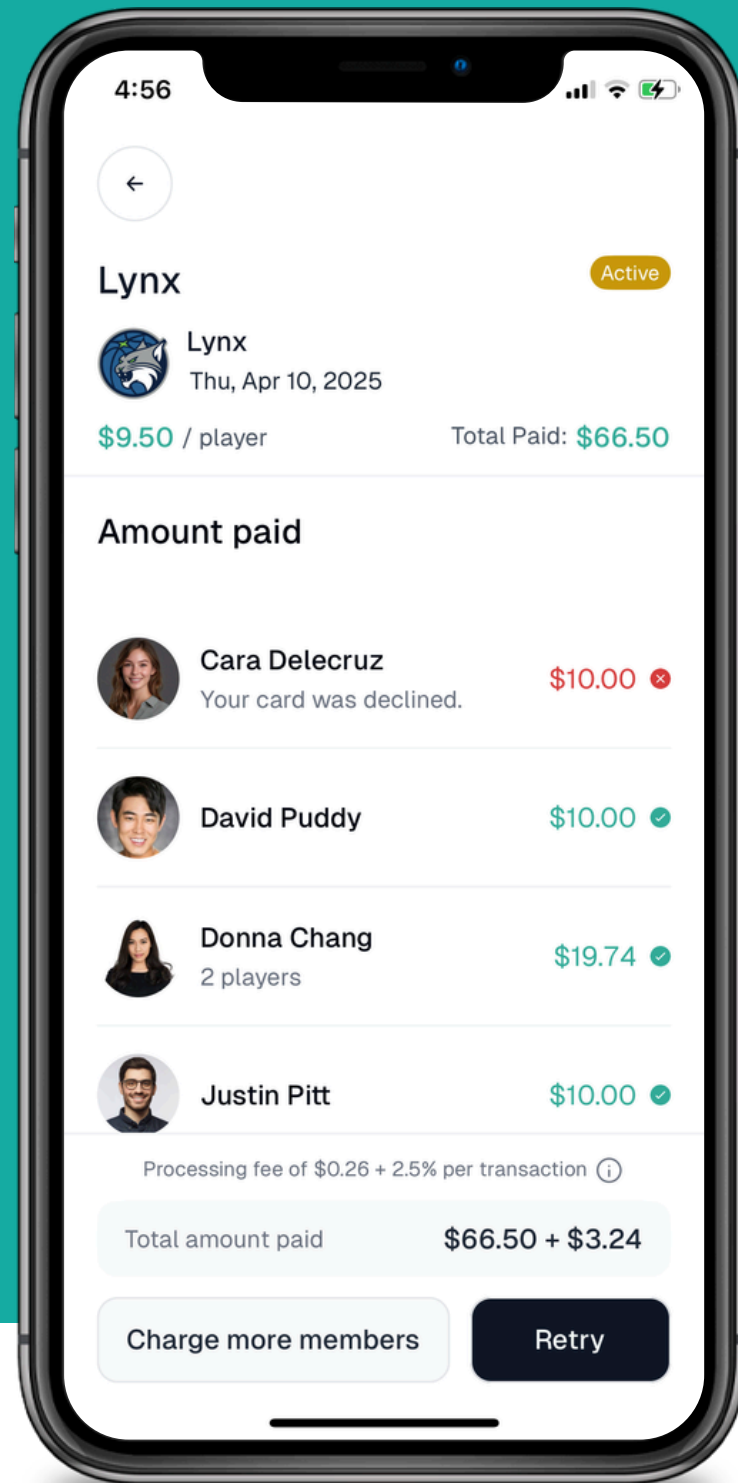 4:56
Lynx
Active
Lynx
Thu, Apr 10, 2025
$9.50 / player
Total Paid: $66.50
Amount paid
Cara Delecruz
Your card was declined.
$10.00
David Puddy
$10.00
Donna Chang
2 players
$19.74
Justin Pitt
$10.00
Processing fee of $0.26 + 2.5% per transaction
Total amount paid
$66.50 + $3.24
Charge more members
Retry